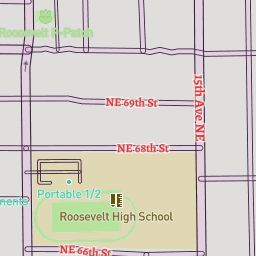 Roosevelt P-Patch
NE 69th St
15th Ave NE
NE 68th St
Portable 1/2
Roosevelt High School
NE 66th St